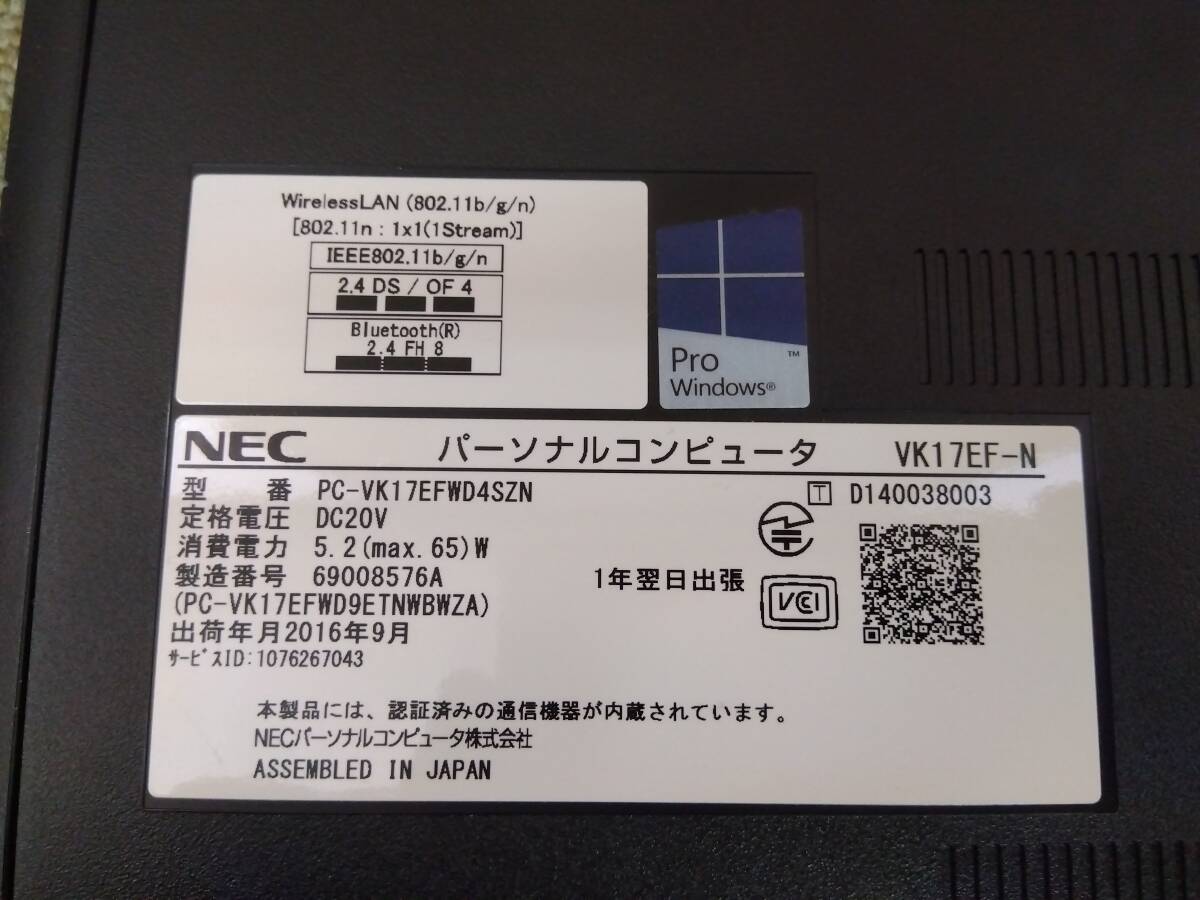 WirelessLAN (802.11b/g/n)
[802.11n : 1x1(1Stream)]
IEEE802.11b/g/n
2.4 DS / OF 4
Bluetooth(R)
2.4 FH 8
Pro ™
Windows®
NEC パーソナルコンピュータ VK17EF-N
型 番 PC-VK17EFWD4SZN
T D140038003
定格電圧 DC20V
消費電力 5.2(max.65)W
製造番号 69008576A
1年翌日出張
VCCI
(PC-VK17EFWD9ETNWBWZA)
出荷年月2016年9月
ｻｰﾋﾞｽID:1076267043
本製品には、認証済みの通信機器が内蔵されています。
NECパーソナルコンピュータ株式会社
ASSEMBLED IN JAPAN